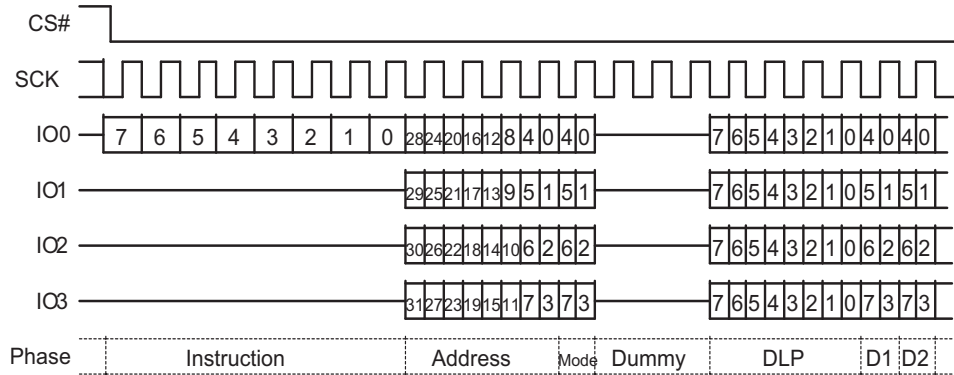 CS#
SCK
IO0 7 6 5 4 3 2 1 0 28 24 20 16 12 8 4 0 4 0 7 6 5 4 3 2 1 0 4 0 4 0
IO1 29 25 21 17 13 9 5 1 5 1 7 6 5 4 3 2 1 0 5 1 5 1
IO2 30 26 22 18 14 10 6 2 6 2 7 6 5 4 3 2 1 0 6 2 6 2
IO3 31 27 23 19 15 11 7 3 7 3 7 6 5 4 3 2 1 0 7 3 7 3
Phase Instruction Address Mode Dummy DLP D1 D2